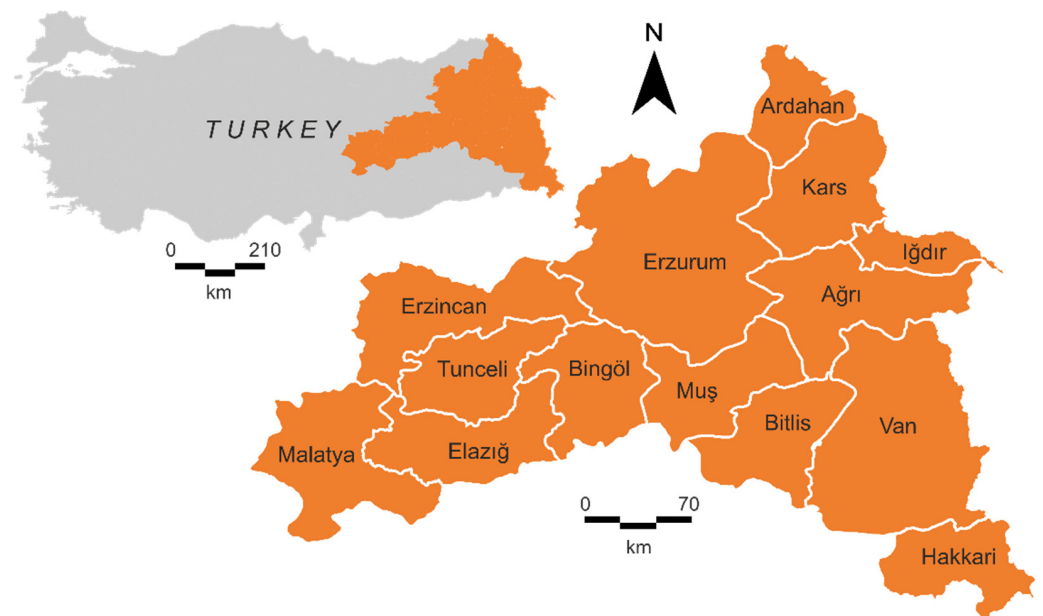 TURKEY
0 210
km
N
Ardahan
Kars
Iğdır
Erzurum
Ağrı
Erzincan
Tunceli
Bingöl
Muş
Bitlis
Van
Malatya
Elazığ
0 70
km
Hakkari